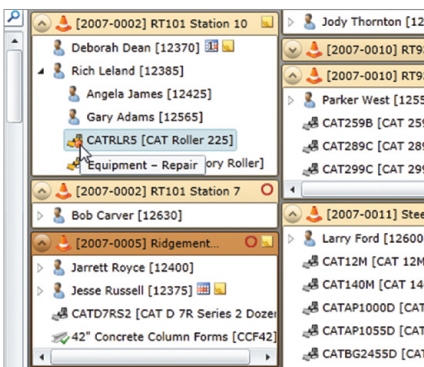 [2007-0002] RT101 Station 10
Deborah Dean [12370]
Rich Leland [12385]
Angela James [12425]
Gary Adams [12565]
CATRLR5 [CAT Roller 225]
Equipment – Repair
ory Roller]
[2007-0002] RT101 Station 7
Bob Carver [12630]
[2007-0005] Ridgement...
Jarrett Royce [12400]
Jesse Russell [12375]
CATD7RS2 [CAT D 7R Series 2 Dozer
42" Concrete Column Forms [CCF42]
Jody Thornton [12
[2007-0010] RT9
[2007-0010] RT9
Parker West [1255
CAT259B [CAT 25
CAT289C [CAT 28
CAT299C [CAT 29
[2007-0011] Stee
Larry Ford [12600
CAT12M [CAT 12M
CAT140M [CAT 14
CATAP1000D [CAT
CATAP1055D [CAT
CATBG2455D [CAT